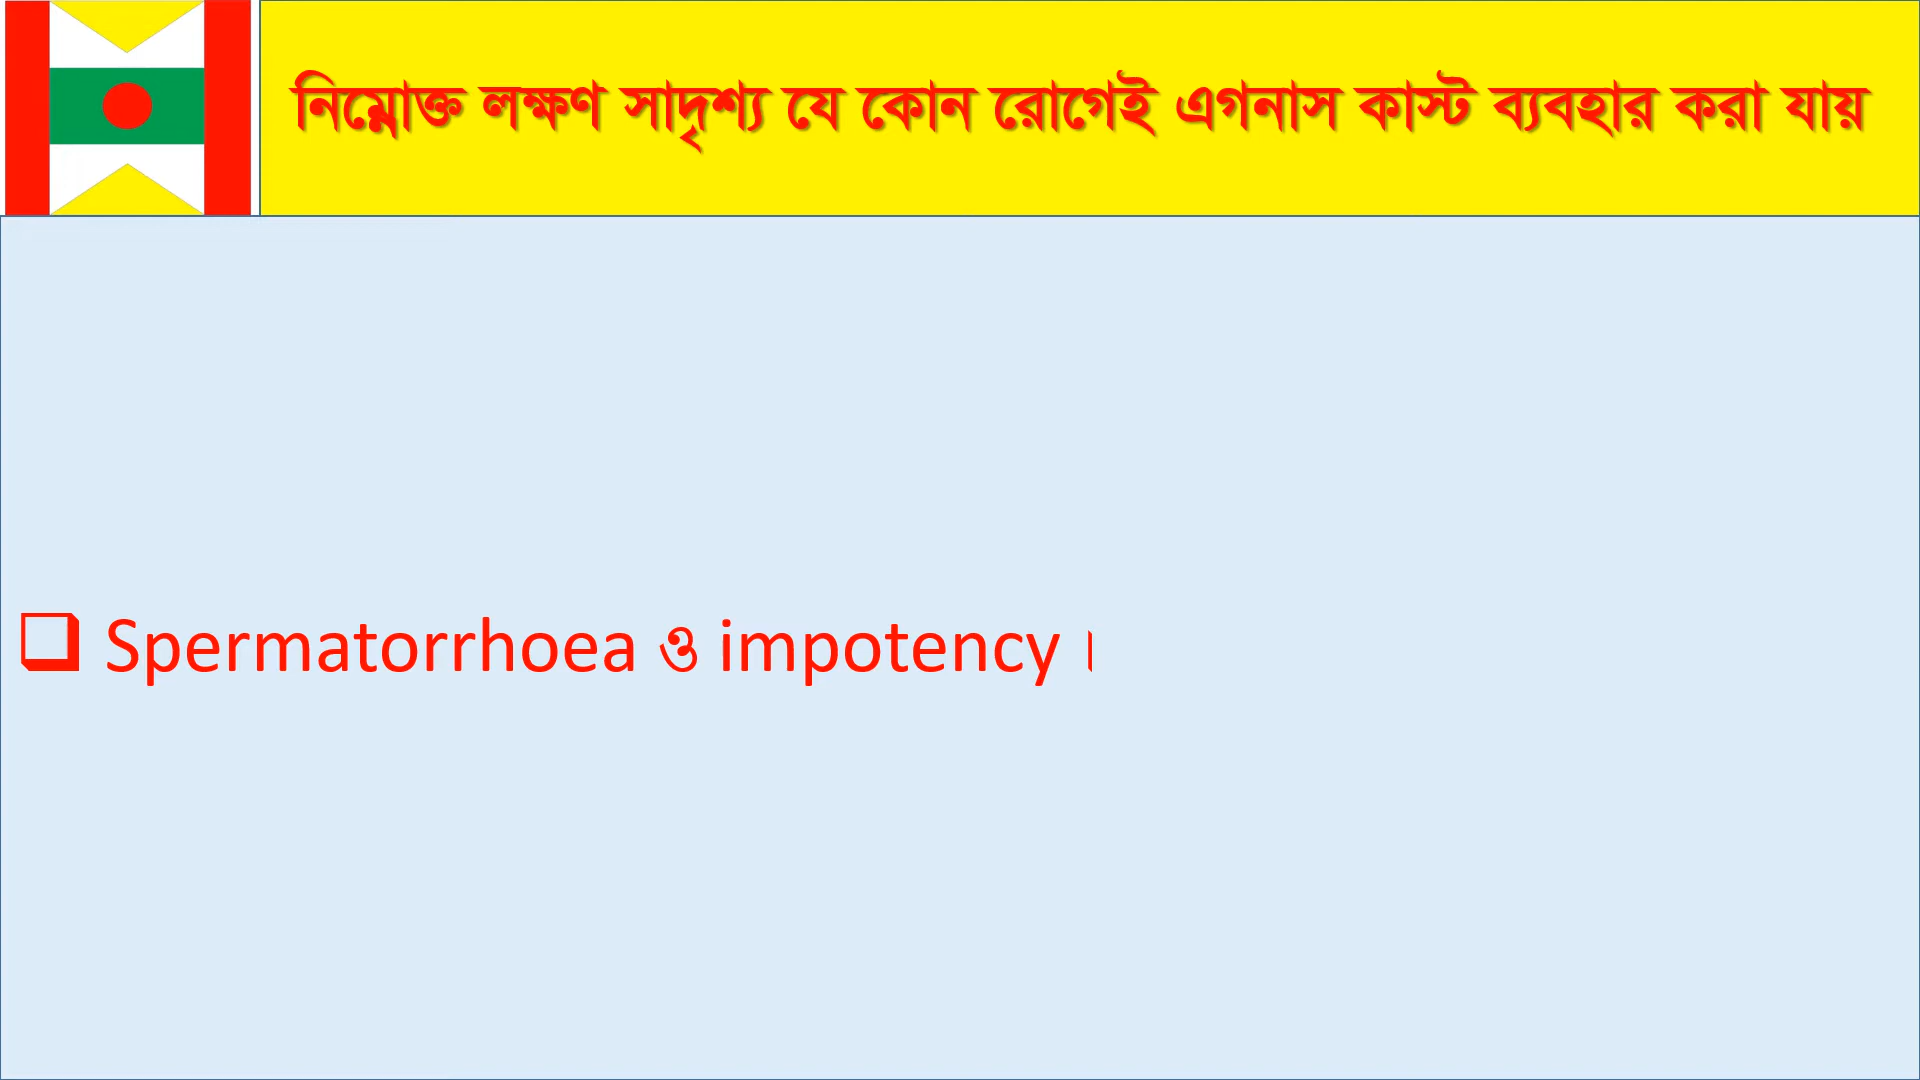 নিম্নোক্ত লক্ষণ সাদৃশ্য যে কোন রোগেই এগনাস কাস্ট ব্যবহার করা যায়
Spermatorrhoea ও impotency ।